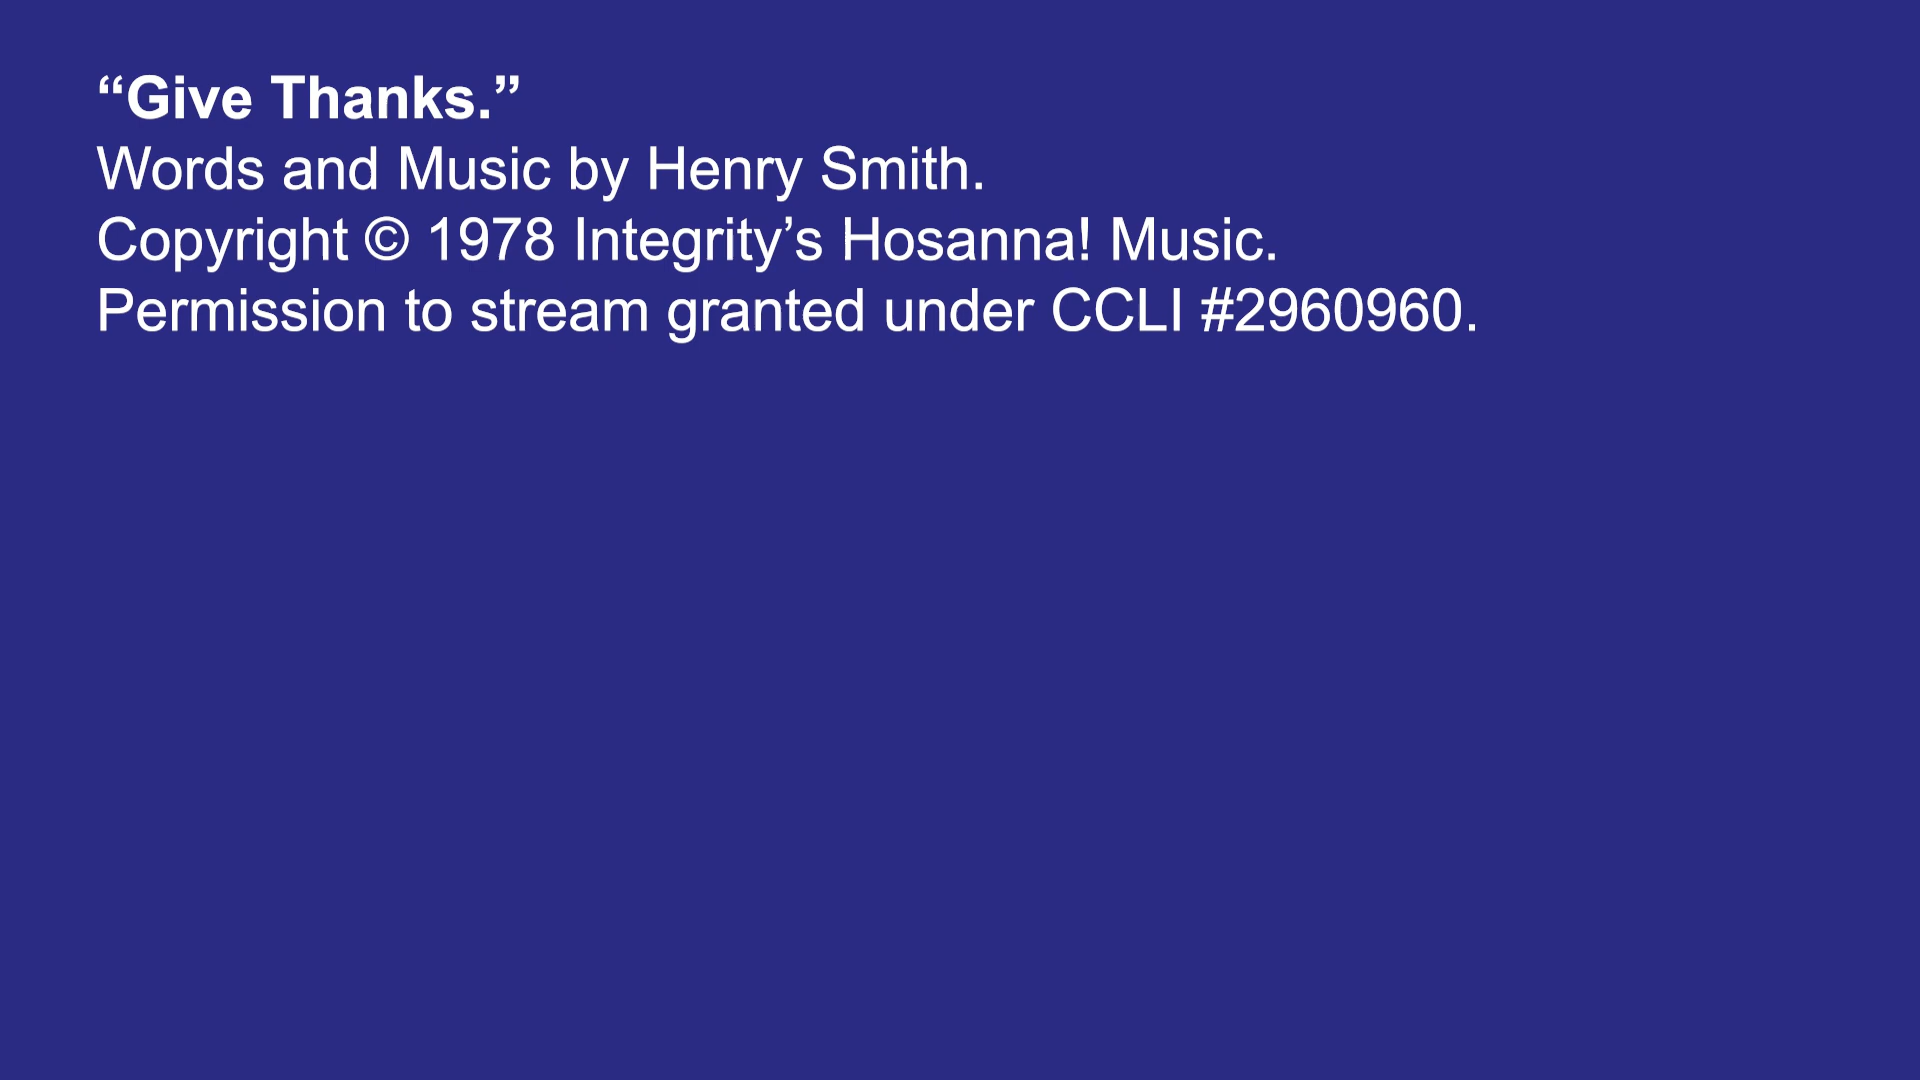 “Give Thanks.”
Words and Music by Henry Smith.
Copyright © 1978 Integrity’s Hosanna! Music.
Permission to stream granted under CCLI #2960960.